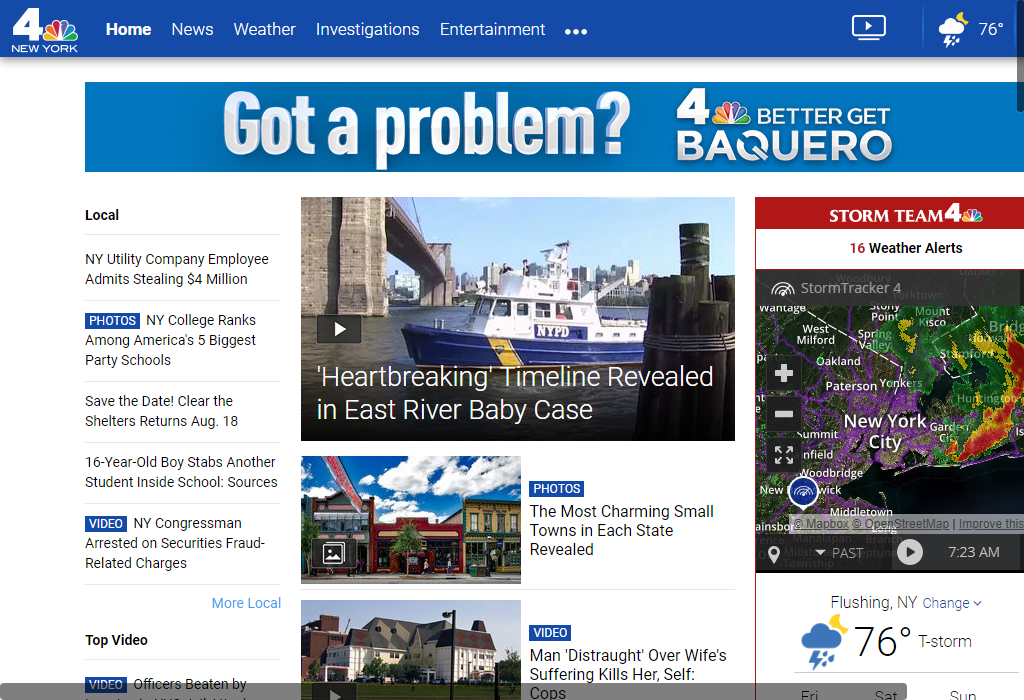 4
NEW YORK
Home News Weather Investigations Entertainment
76°
Got a problem?
4 BETTER GET
BAQUERO
Local
NY Utility Company Employee
Admits Stealing $4 Million
PHOTOS NY College Ranks
Among America's 5 Biggest
Party Schools
Save the Date! Clear the
Shelters Returns Aug. 18
16-Year-Old Boy Stabs Another
Student Inside School: Sources
VIDEO NY Congressman
Arrested on Securities Fraud-
Related Charges
More Local
Top Video
VIDEO Officers Beaten by
NYPD
'Heartbreaking' Timeline Revealed
in East River Baby Case
PHOTOS
The Most Charming Small
Towns in Each State
Revealed
VIDEO
Man 'Distraught' Over Wife's
Suffering Kills Her, Self:
Cops
STORM TEAM 4
16 Weather Alerts
StormTracker 4
Woodbury
Yorktown
Wantage
Stony
Point
Mount
Kisco
West
Milford
Spring
Valley
Stamford
Oakland
Paterson
Yonkers
Huntington
New York
City
Summit
Woodbridge
Middletown
© Mapbox © OpenStreetMap | Improve this
PAST
7:23 AM
Flushing, NY Change
76° T-storm
Fri Sat Sun